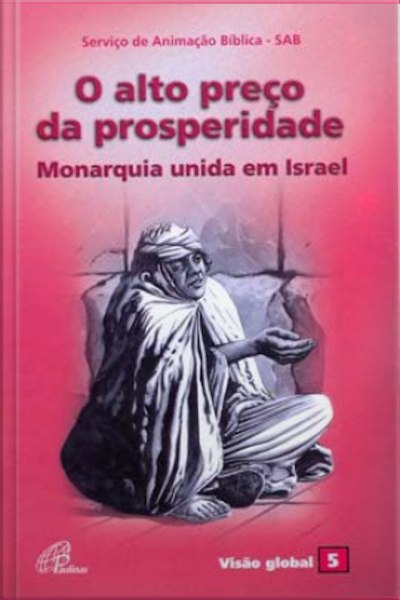 Serviço de Animação Bíblica - SAB
O alto preço
da prosperidade
Monarquia unida em Israel
Paulinas
Visão global 5